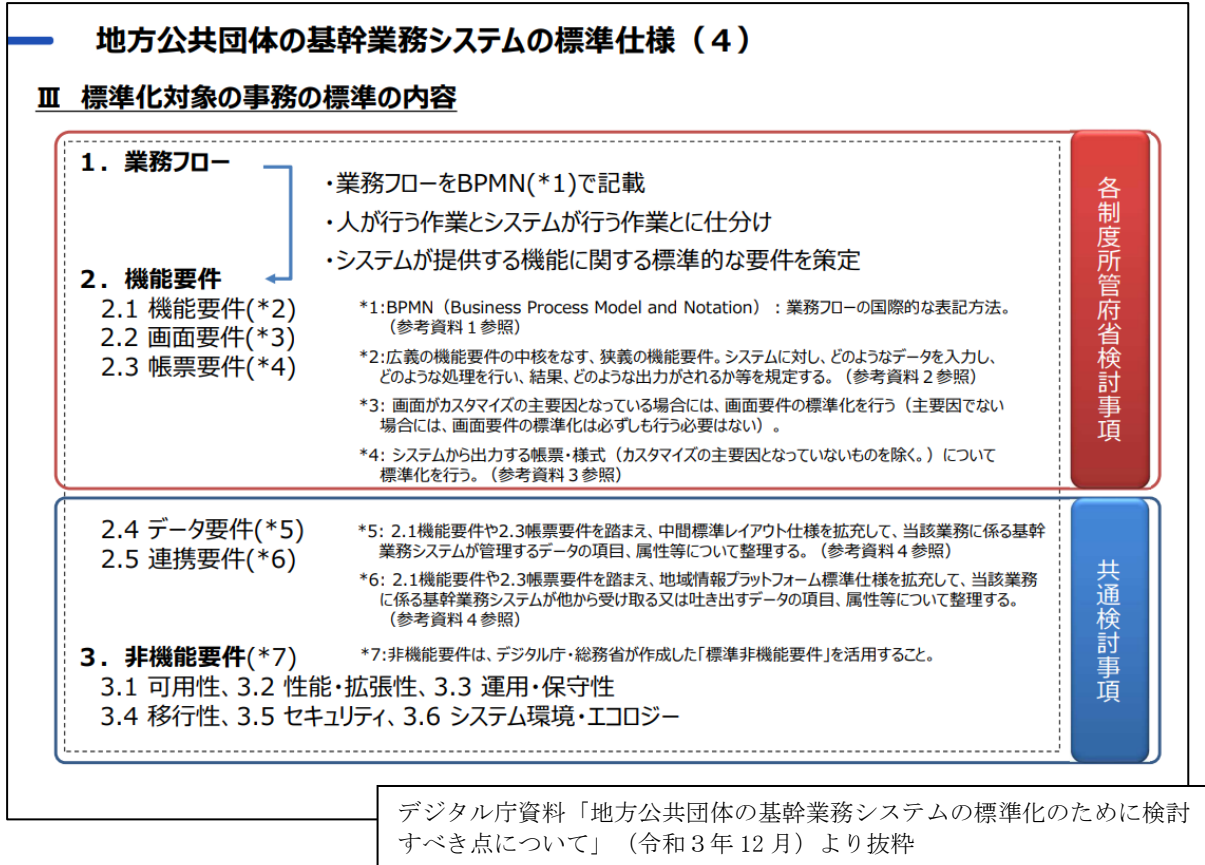 地方公共団体の基幹業務システムの標準仕様（４）
Ⅲ 標準化対象の事務の標準の内容
１．業務フロー
・業務フローをBPMN(*1)で記載
・人が行う作業とシステムが行う作業とに仕分け
・システムが提供する機能に関する標準的な要件を策定
２．機能要件
2.1 機能要件(*2)
2.2 画面要件(*3)
2.3 帳票要件(*4)
*1:BPMN（Business Process Model and Notation）：業務フローの国際的な表記方法。
（参考資料１参照）
*2:広義の機能要件の中核をなす、狭義の機能要件。システムに対し、どのようなデータを入力し、
どのような処理を行い、結果、どのような出力がされるか等を規定する。（参考資料２参照）
*3: 画面がカスタマイズの主要因となっている場合には、画面要件の標準化を行う（主要因でない
場合には、画面要件の標準化は必ずしも行う必要はない）。
*4: システムから出力する帳票・様式（カスタマイズの主要因となっていないものを除く。）について
標準化を行う。（参考資料３参照）
各制度所管府省検討事項
2.4 データ要件(*5)
2.5 連携要件(*6)
*5: 2.1機能要件や2.3帳票要件を踏まえ、中間標準レイアウト仕様を拡充して、当該業務に係る基幹
業務システムが管理するデータの項目、属性等について整理する。（参考資料４参照）
*6: 2.1機能要件や2.3帳票要件を踏まえ、地域情報プラットフォーム標準仕様を拡充して、当該業務
に係る基幹業務システムが他から受け取る又は吐き出すデータの項目、属性等について整理する。
（参考資料４参照）
３．非機能要件(*7)
*7:非機能要件は、デジタル庁・総務省が作成した「標準非機能要件」を活用すること。
3.1 可用性、3.2 性能・拡張性、3.3 運用・保守性
3.4 移行性、3.5 セキュリティ、3.6 システム環境・エコロジー
共通検討事項
デジタル庁資料「地方公共団体の基幹業務システムの標準化のために検討
すべき点について」（令和３年 12 月）より抜粋